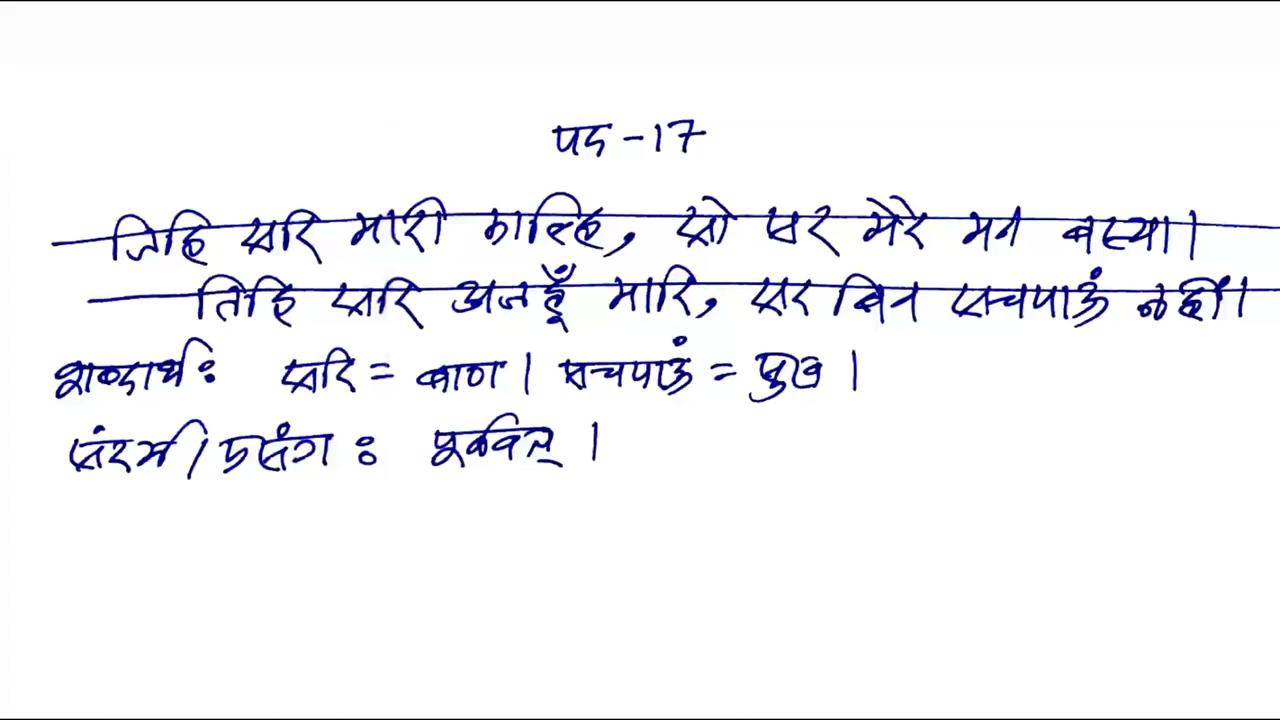 पद -17
जिहि सरि मारी काल्हि, सो सर मेरे मन बस्या।
तिहि सरि अजहूँ मारि, सर बिन सचपाऊं नहीं।
शब्दार्थ: सरि = बाण। सचपाऊं = सुख।
संदर्भ/प्रसंग : पूर्ववत्।